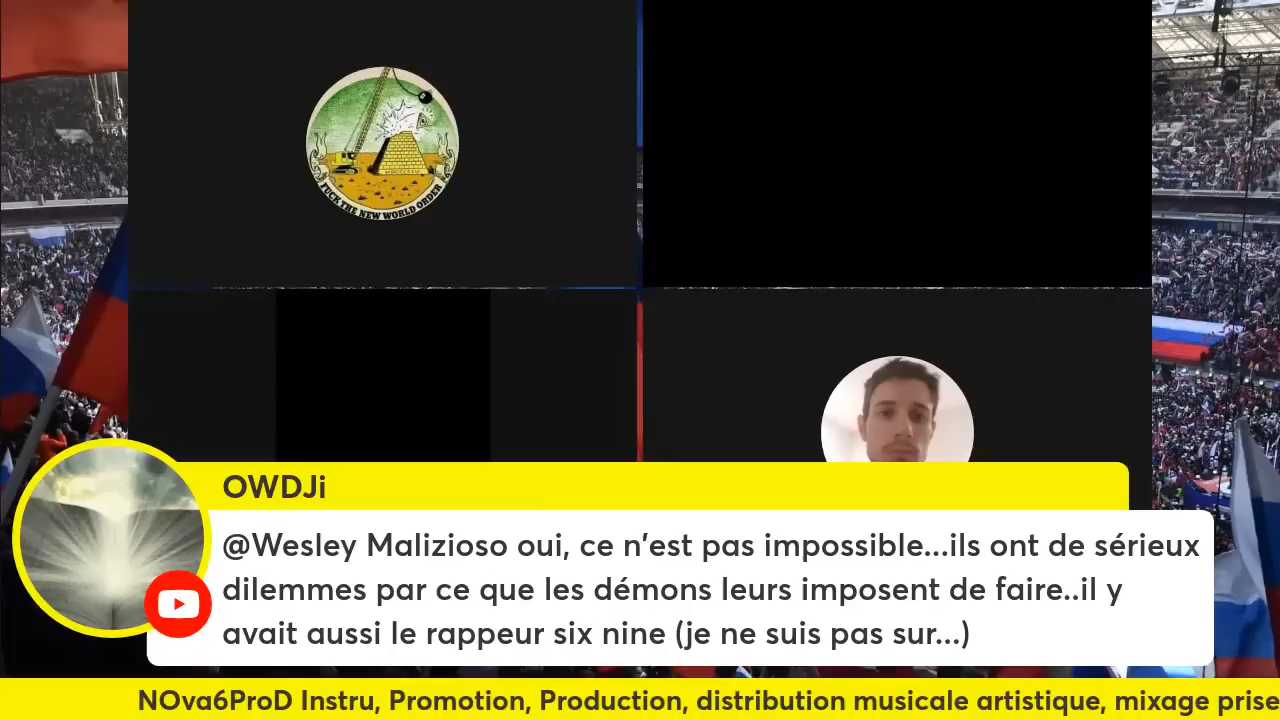 FUCK THE NEW WORLD ORDER
OWDJi
@Wesley Malizioso oui, ce n'est pas impossible...ils ont de sérieux
dilemmes par ce que les démons leurs imposent de faire..il y
avait aussi le rappeur six nine (je ne suis pas sur...)
NOva6ProD Instru, Promotion, Production, distribution musicale artistique, mixage prise